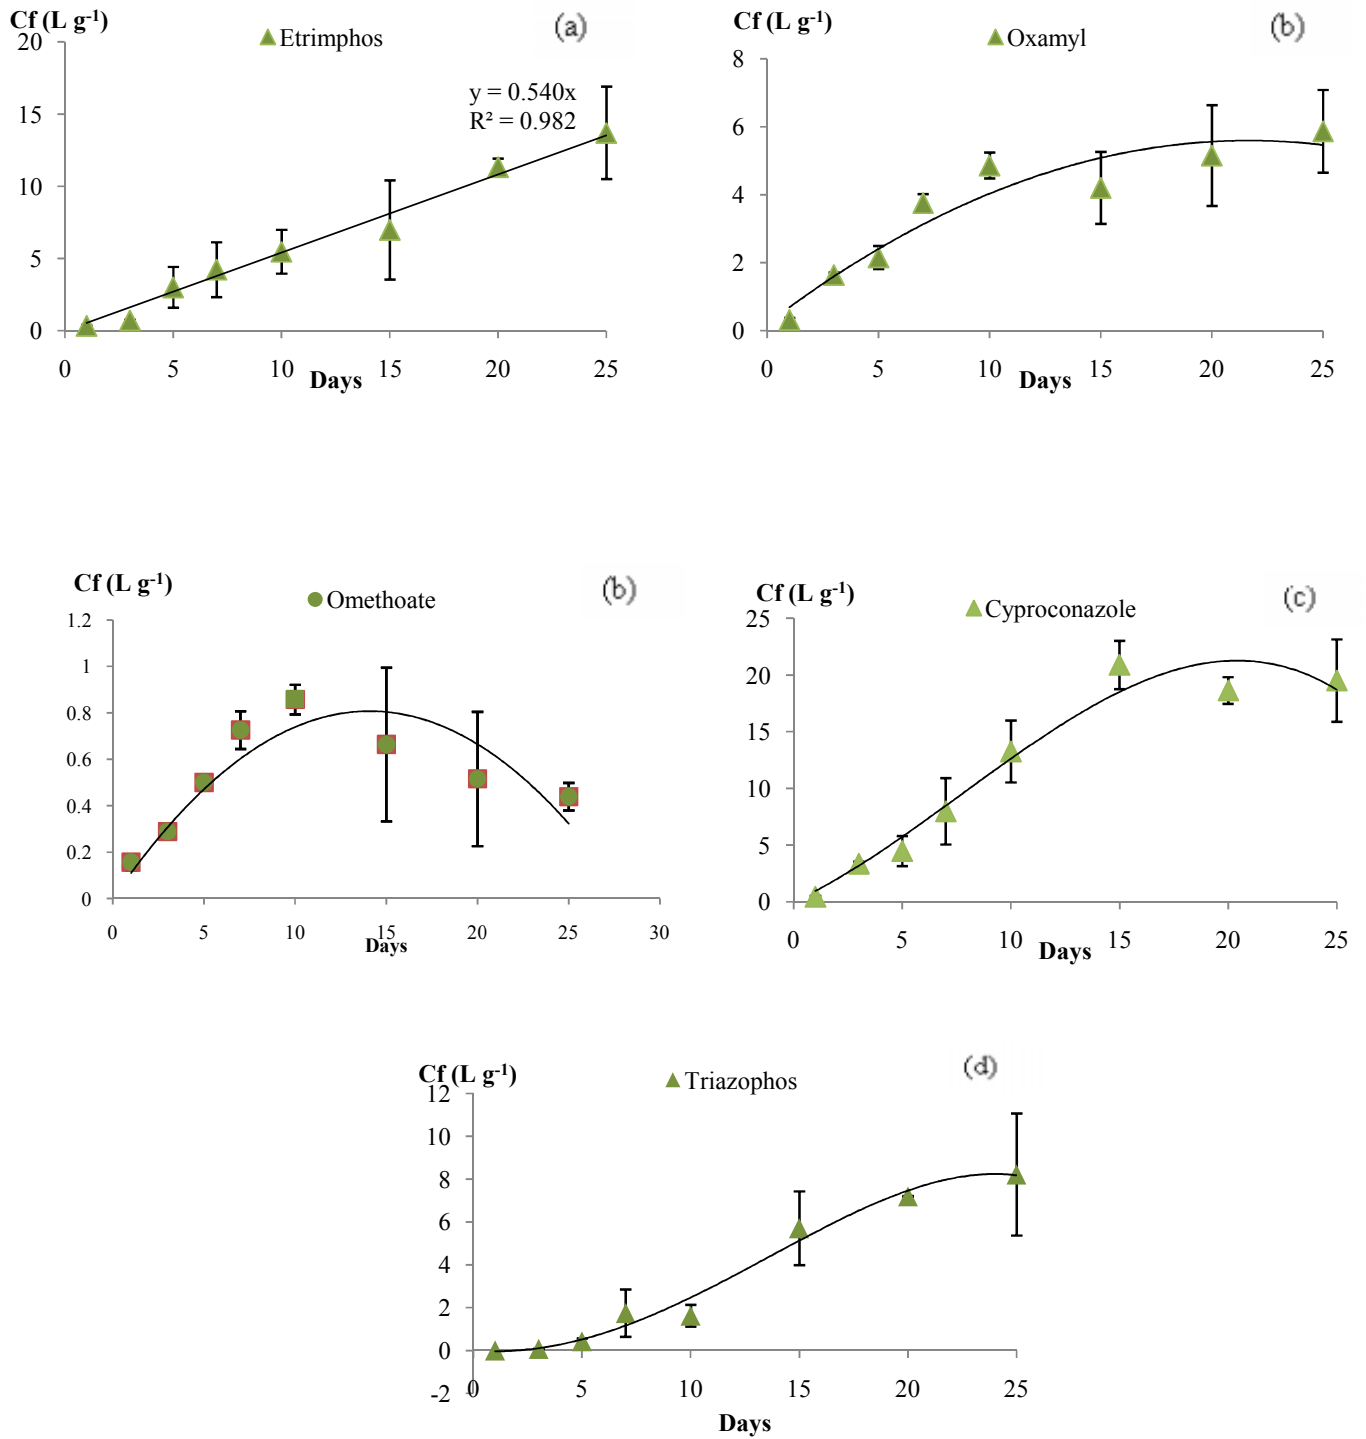 Cf (L g-1)
Etrimphos
(a)
20
15
10
5
0
y = 0.540x
R² = 0.982
0 5 10 15 20 25
Days
Cf (L g-1)
Oxamyl
(b)
8
6
4
2
0
0 5 10 15 20 25
Days
Cf (L g-1)
Omethoate
(b)
1.2
1
0.8
0.6
0.4
0.2
0
0 5 10 15 20 25 30
Days
Cf (L g-1)
Cyproconazole
(c)
25
20
15
10
5
0
0 5 10 15 20 25
Days
Cf (L g-1)
Triazophos
(d)
12
10
8
6
4
2
0
-2
0 5 10 15 20 25
Days